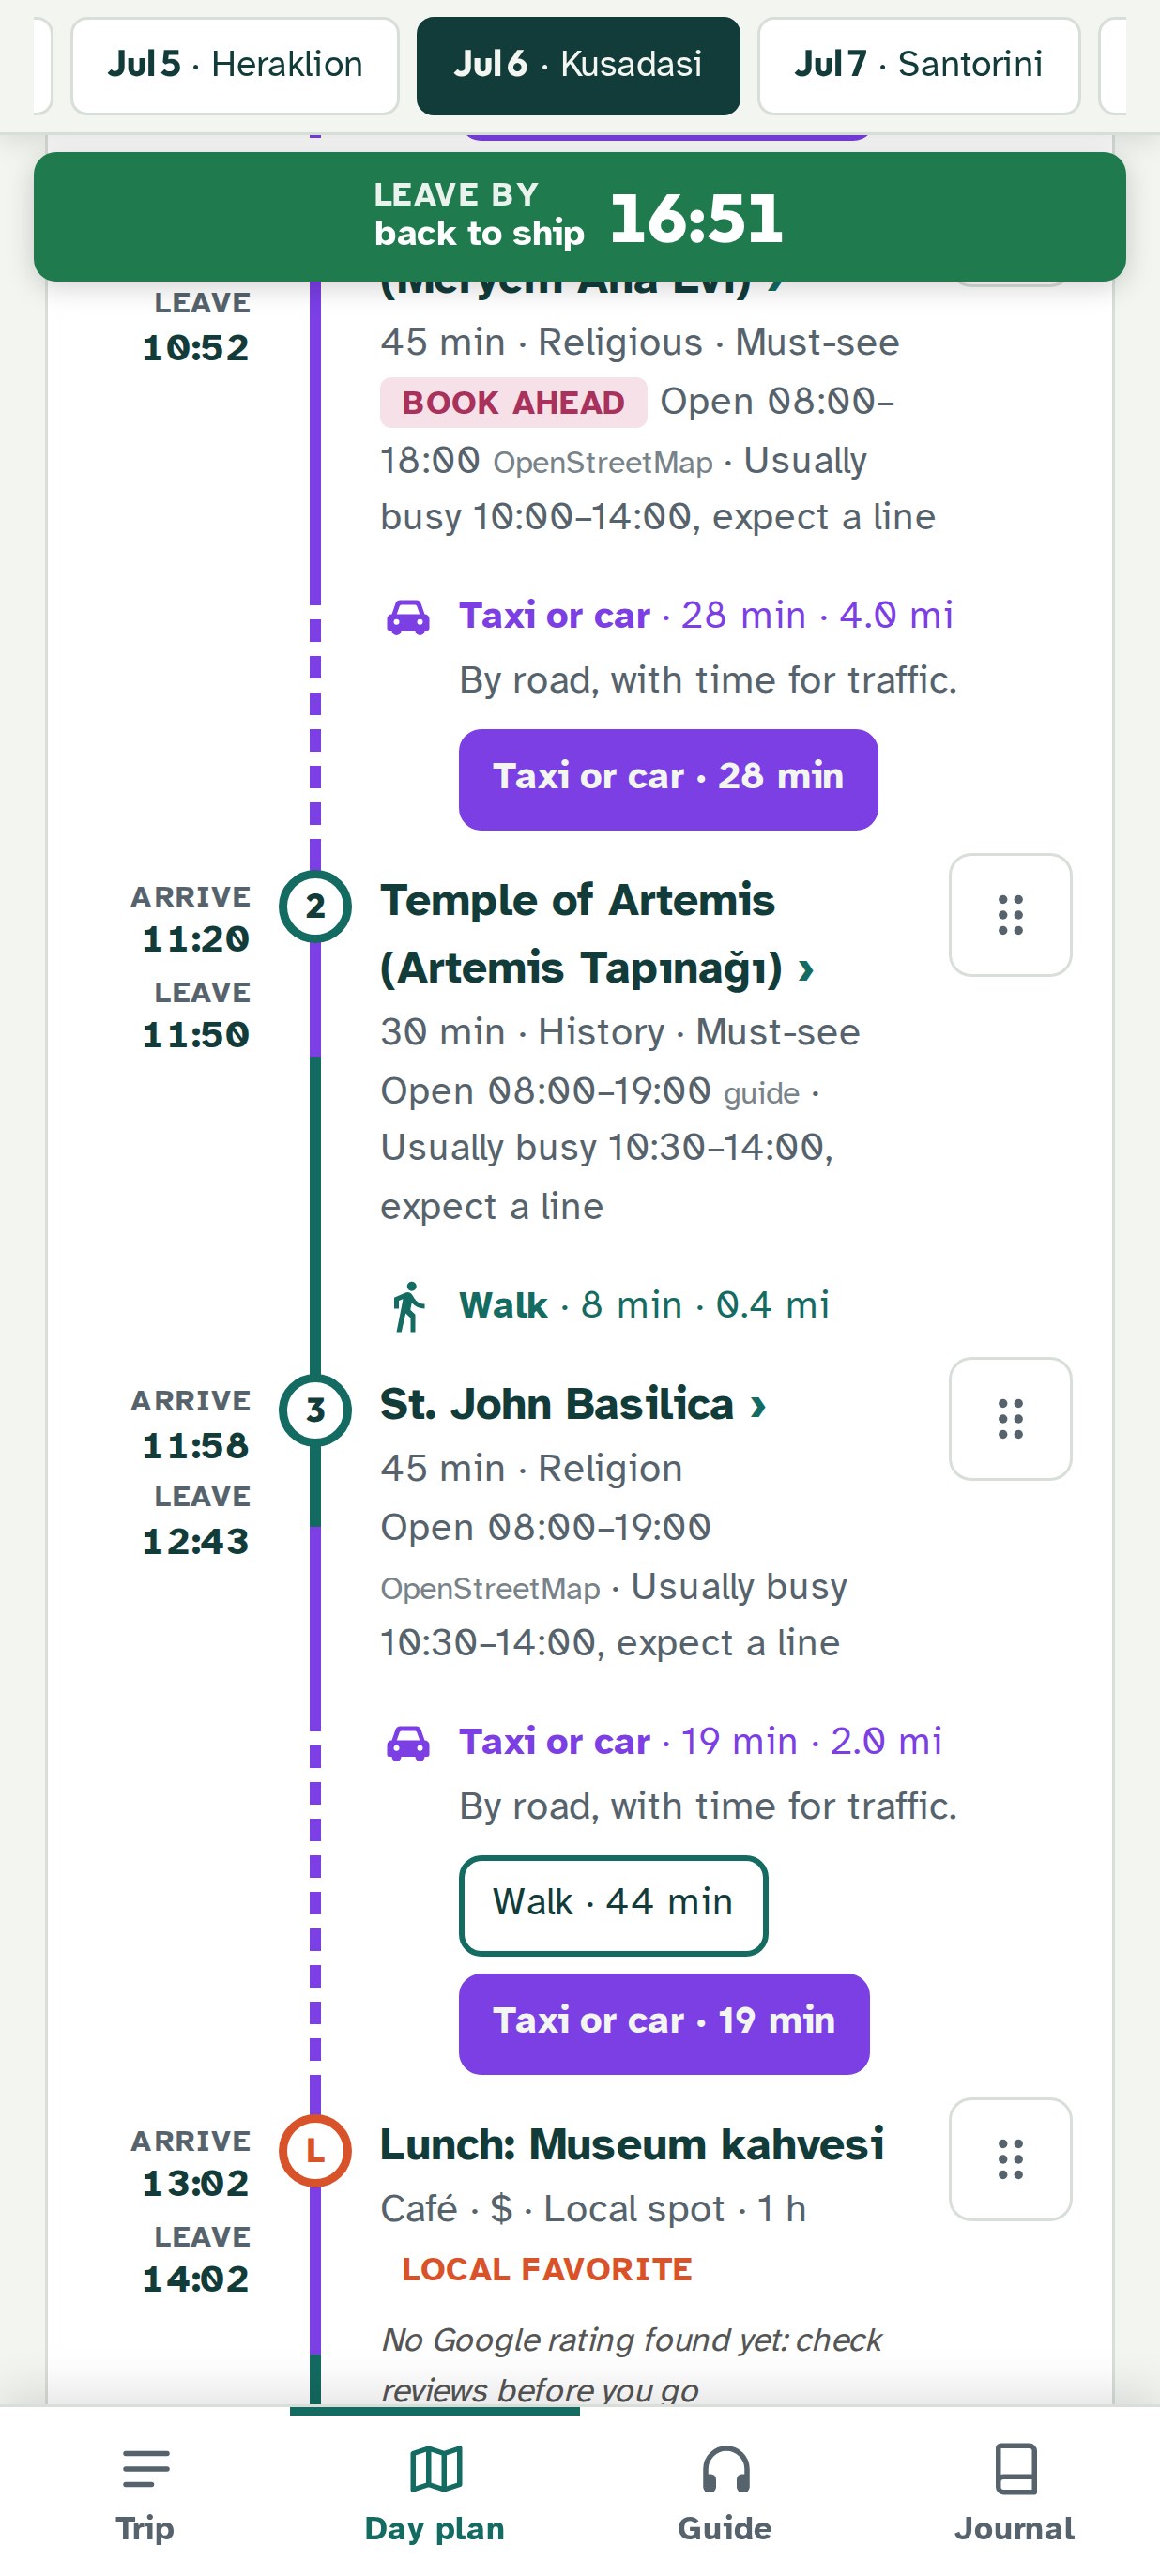 Jul 5 · Heraklion
Jul 6 · Kusadasi
Jul 7 · Santorini
LEAVE BY
back to ship 16:51
(Meryem Ana Evi) ›
LEAVE
10:52
45 min · Religious · Must-see
BOOK AHEAD Open 08:00–
18:00 OpenStreetMap · Usually
busy 10:00–14:00, expect a line
Taxi or car · 28 min · 4.0 mi
By road, with time for traffic.
Taxi or car · 28 min
ARRIVE
11:20
LEAVE
11:50
2
Temple of Artemis
(Artemis Tapınağı) ›
30 min · History · Must-see
Open 08:00–19:00 guide ·
Usually busy 10:30–14:00,
expect a line
Walk · 8 min · 0.4 mi
ARRIVE
11:58
LEAVE
12:43
3
St. John Basilica ›
45 min · Religion
Open 08:00–19:00
OpenStreetMap · Usually busy
10:30–14:00, expect a line
Taxi or car · 19 min · 2.0 mi
By road, with time for traffic.
Walk · 44 min
Taxi or car · 19 min
ARRIVE
13:02
LEAVE
14:02
L
Lunch: Museum kahvesi
Café · $ · Local spot · 1 h
LOCAL FAVORITE
No Google rating found yet: check
reviews before you go
Trip
Day plan
Guide
Journal